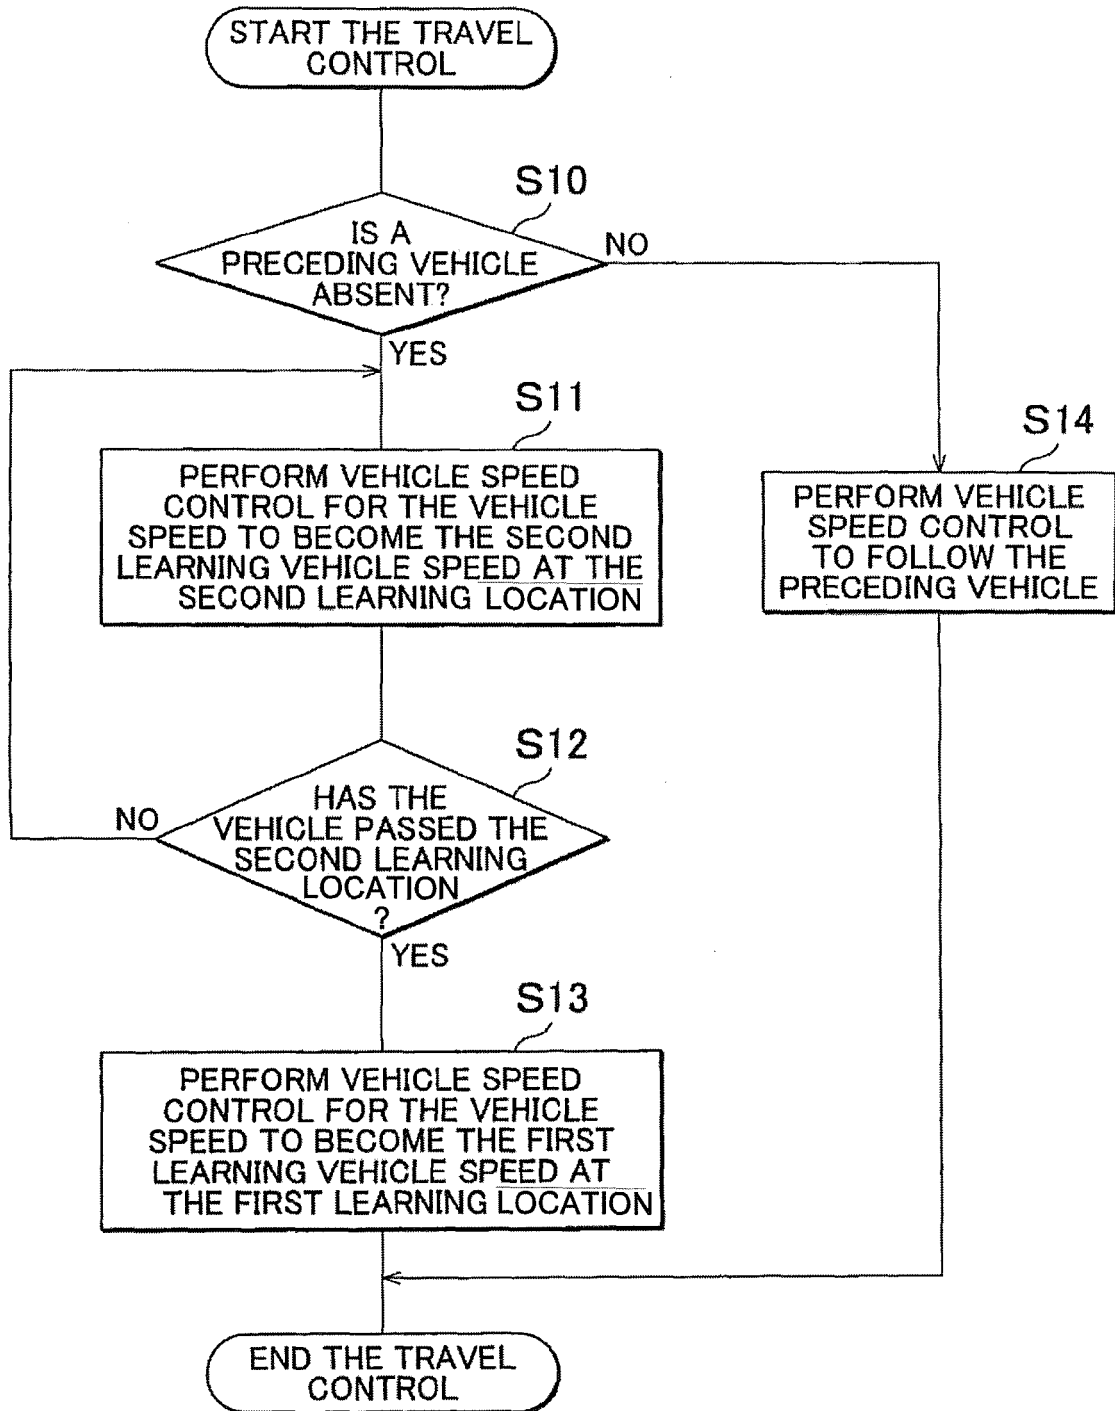 START THE TRAVEL
CONTROL
S10
IS A
PRECEDING VEHICLE
ABSENT?
NO
YES
S11
PERFORM VEHICLE SPEED
CONTROL FOR THE VEHICLE
SPEED TO BECOME THE SECOND
LEARNING VEHICLE SPEED AT THE
SECOND LEARNING LOCATION
S14
PERFORM VEHICLE
SPEED CONTROL
TO FOLLOW THE
PRECEDING VEHICLE
S12
HAS THE
VEHICLE PASSED THE
SECOND LEARNING
LOCATION
?
NO
YES
S13
PERFORM VEHICLE SPEED
CONTROL FOR THE VEHICLE
SPEED TO BECOME THE FIRST
LEARNING VEHICLE SPEED AT
THE FIRST LEARNING LOCATION
END THE TRAVEL
CONTROL